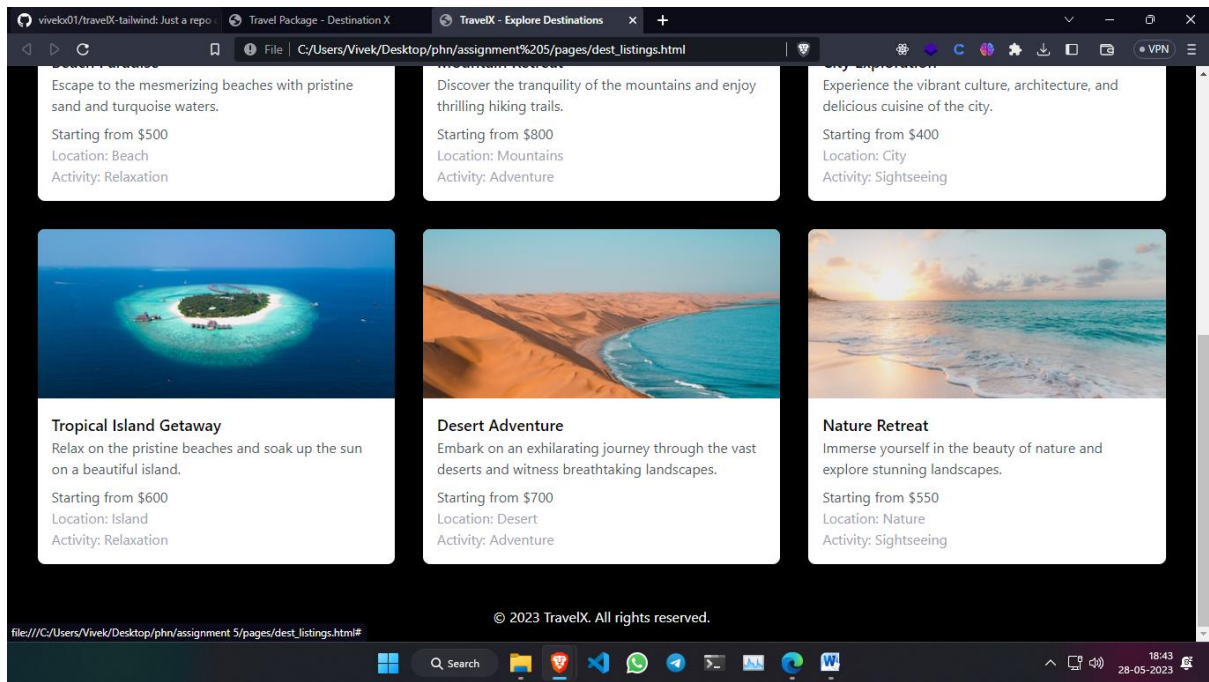 vivekx01/travelX-tailwind: Just a repo
Travel Package - Destination X
TravelX - Explore Destinations
File
C:/Users/Vivek/Desktop/phn/assignment%205/pages/dest_listings.html
VPN
Beach Paradise
Mountain Retreat
City Exploration
Escape to the mesmerizing beaches with pristine
sand and turquoise waters.
Starting from $500
Location: Beach
Activity: Relaxation
Discover the tranquility of the mountains and enjoy
thrilling hiking trails.
Starting from $800
Location: Mountains
Activity: Adventure
Experience the vibrant culture, architecture, and
delicious cuisine of the city.
Starting from $400
Location: City
Activity: Sightseeing
Tropical Island Getaway
Relax on the pristine beaches and soak up the sun
on a beautiful island.
Starting from $600
Location: Island
Activity: Relaxation
Desert Adventure
Embark on an exhilarating journey through the vast
deserts and witness breathtaking landscapes.
Starting from $700
Location: Desert
Activity: Adventure
Nature Retreat
Immerse yourself in the beauty of nature and
explore stunning landscapes.
Starting from $550
Location: Nature
Activity: Sightseeing
© 2023 TravelX. All rights reserved.
file:///C:/Users/Vivek/Desktop/phn/assignment 5/pages/dest_listings.html#
Search
18:43
28-05-2023